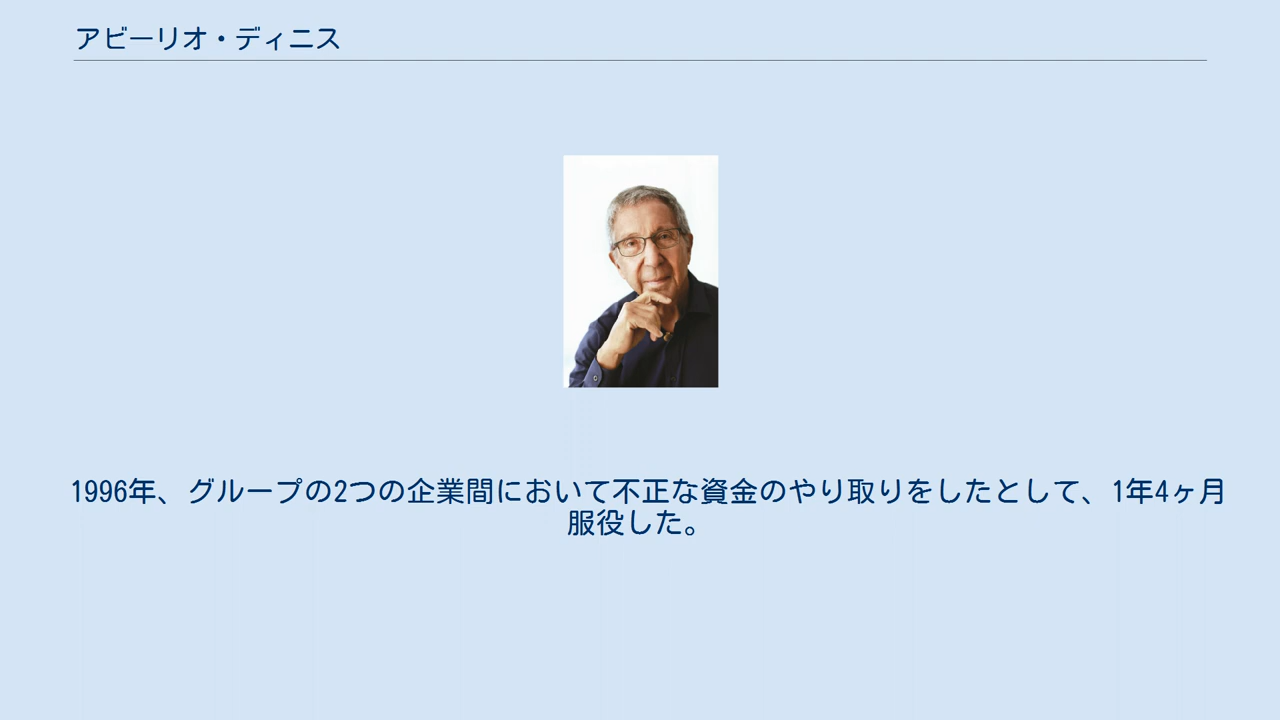 アビーリオ・ディニス
1996年、グループの2つの企業間において不正な資金のやり取りをしたとして、1年4ヶ月
服役した。